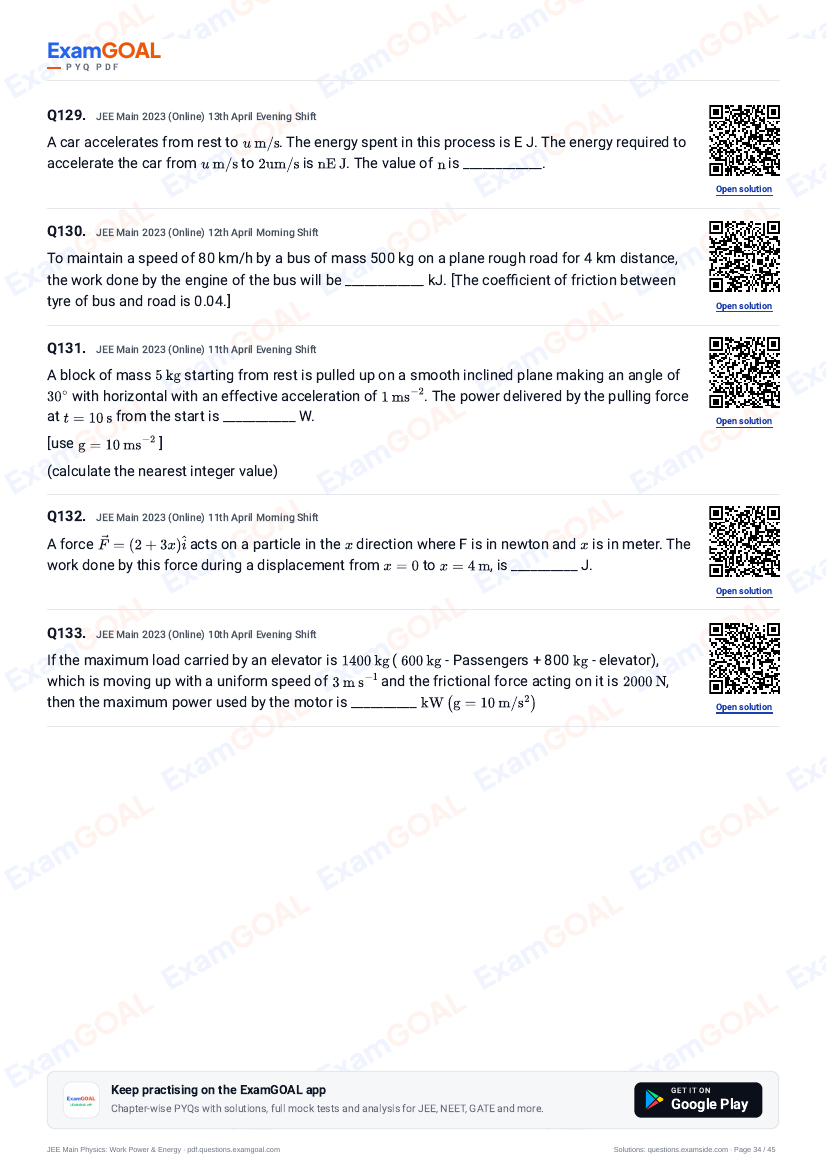 ExamGOAL
PYQ PDF
Q129. JEE Main 2023 (Online) 13th April Evening Shift
A car accelerates from rest to u m/s. The energy spent in this process is E J. The energy required to
accelerate the car from u m/s to 2um/s is nE J. The value of n is ____________.
Open solution
Q130. JEE Main 2023 (Online) 12th April Morning Shift
To maintain a speed of 80 km/h by a bus of mass 500 kg on a plane rough road for 4 km distance,
the work done by the engine of the bus will be ____________ kJ. [The coefficient of friction between
tyre of bus and road is 0.04.]
Open solution
Q131. JEE Main 2023 (Online) 11th April Evening Shift
A block of mass 5 kg starting from rest is pulled up on a smooth inclined plane making an angle of
30° with horizontal with an effective acceleration of 1 ms⁻². The power delivered by the pulling force
at t = 10 s from the start is ___________ W.
[use g = 10 ms⁻² ]
(calculate the nearest integer value)
Open solution
Q132. JEE Main 2023 (Online) 11th April Morning Shift
A force F⃗ = (2 + 3x)î acts on a particle in the x direction where F is in newton and x is in meter. The
work done by this force during a displacement from x = 0 to x = 4 m, is __________ J.
Open solution
Q133. JEE Main 2023 (Online) 10th April Evening Shift
If the maximum load carried by an elevator is 1400 kg ( 600 kg - Passengers + 800 kg - elevator),
which is moving up with a uniform speed of 3 m s⁻¹ and the frictional force acting on it is 2000 N,
then the maximum power used by the motor is __________ kW (g = 10 m/s²)
Open solution
Keep practising on the ExamGOAL app
Chapter-wise PYQs with solutions, full mock tests and analysis for JEE, NEET, GATE and more.
GET IT ON
Google Play
JEE Main Physics: Work Power & Energy · pdf.questions.examgoal.com
Solutions: questions.examside.com · Page 34 / 45